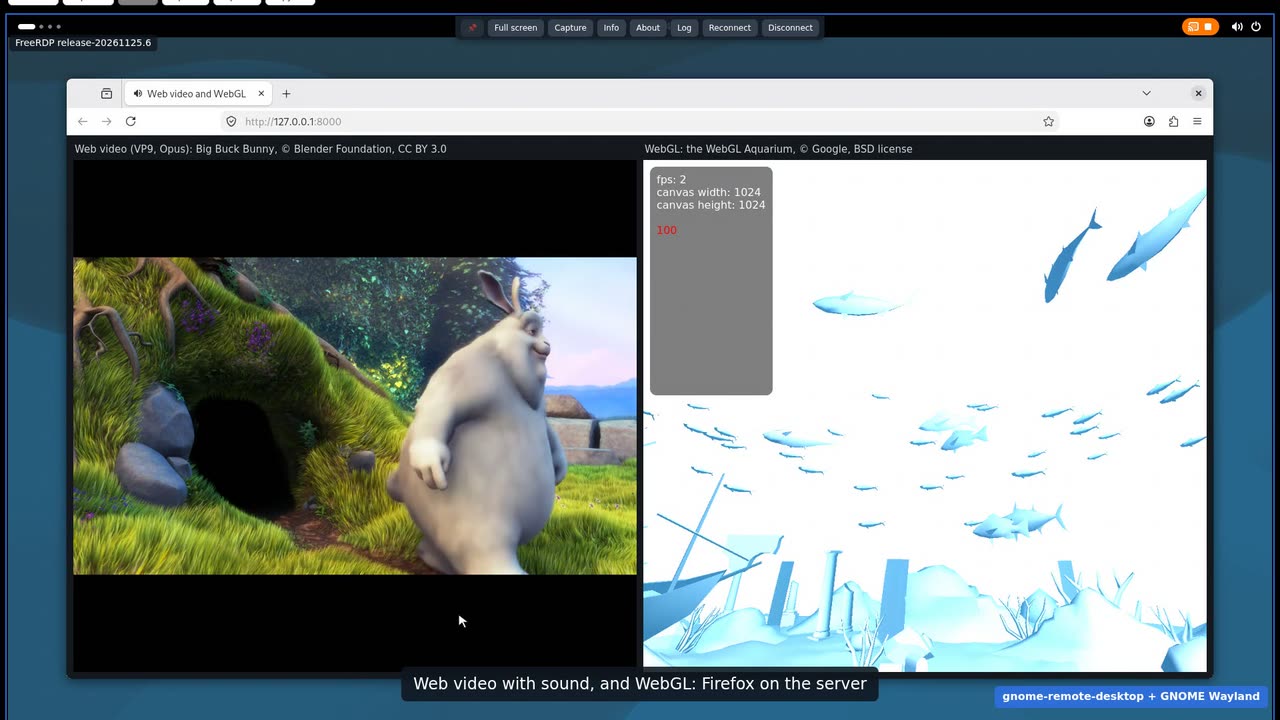 Full screen
Capture
Info
About
Log
Reconnect
Disconnect
FreeRDP release-20261125.6
Web video and WebGL
http://127.0.0.1:8000
Web video (VP9, Opus): Big Buck Bunny, © Blender Foundation, CC BY 3.0
WebGL: the WebGL Aquarium, © Google, BSD license
fps: 2
canvas width: 1024
canvas height: 1024
100
Web video with sound, and WebGL: Firefox on the server
gnome-remote-desktop + GNOME Wayland